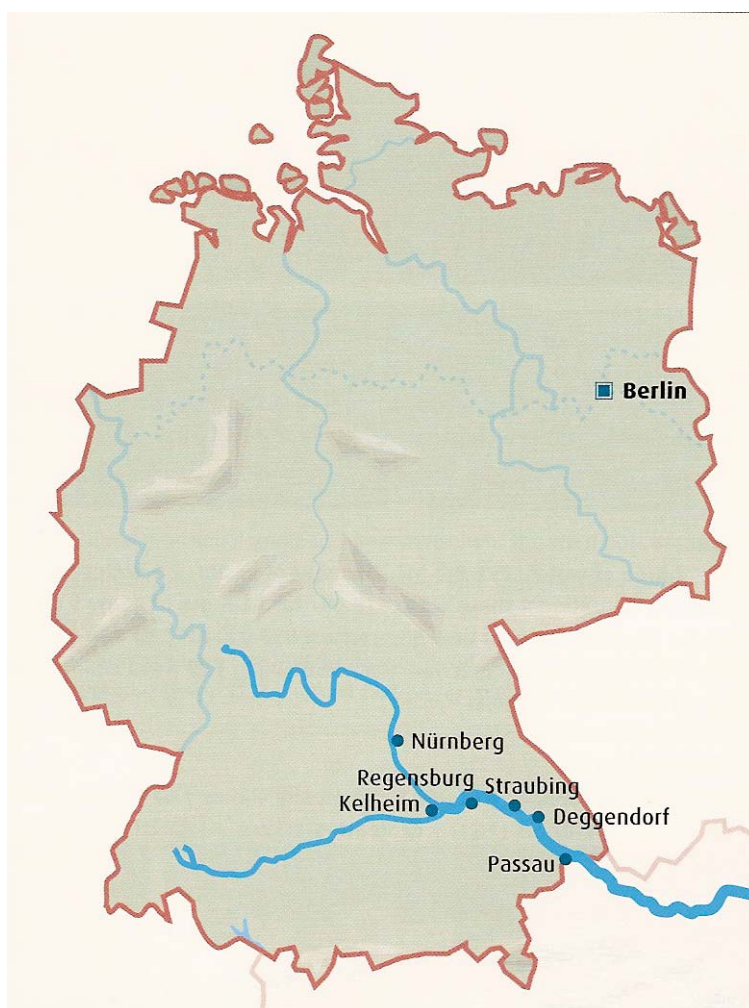 Berlin
Nürnberg
Regensburg
Straubing
Kelheim
Deggendorf
Passau